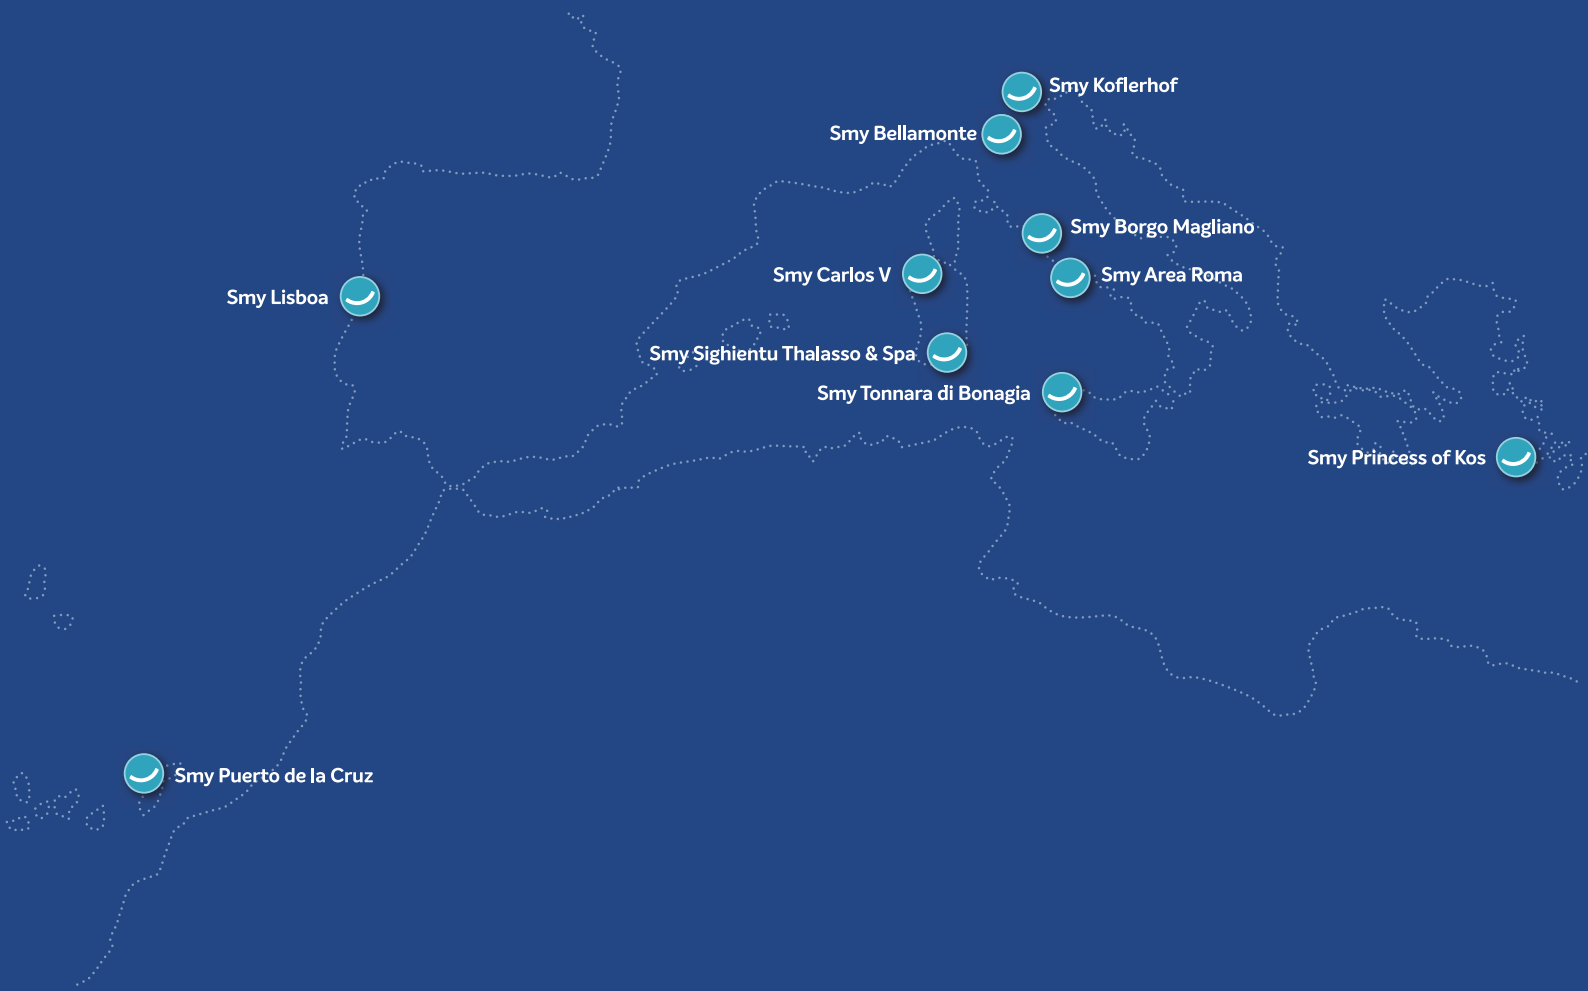 Smy Koflerhof
Smy Bellamonte
Smy Borgo Magliano
Smy Carlos V
Smy Area Roma
Smy Lisboa
Smy Sighientu Thalasso & Spa
Smy Tonnara di Bonagia
Smy Princess of Kos
Smy Puerto de la Cruz